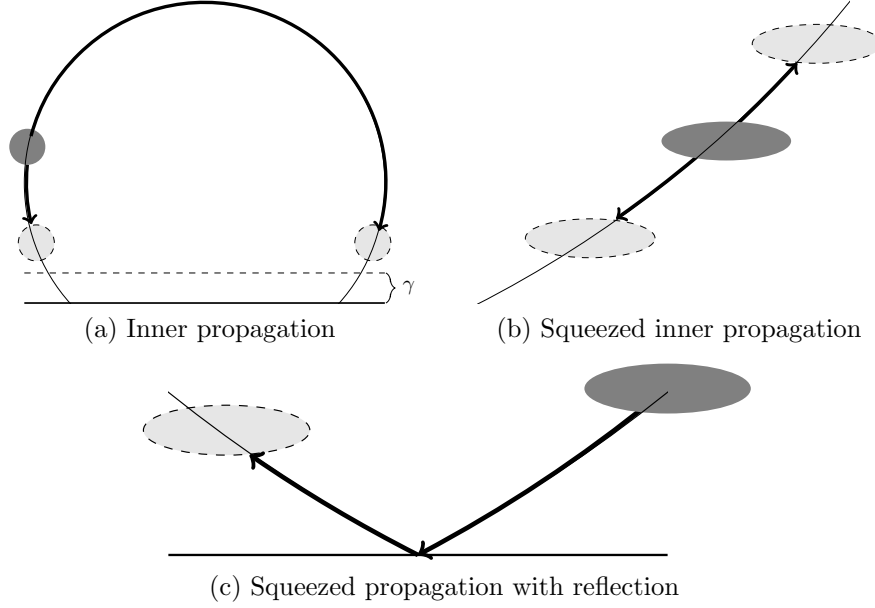 γ
(a) Inner propagation
(b) Squeezed inner propagation
(c) Squeezed propagation with reflection